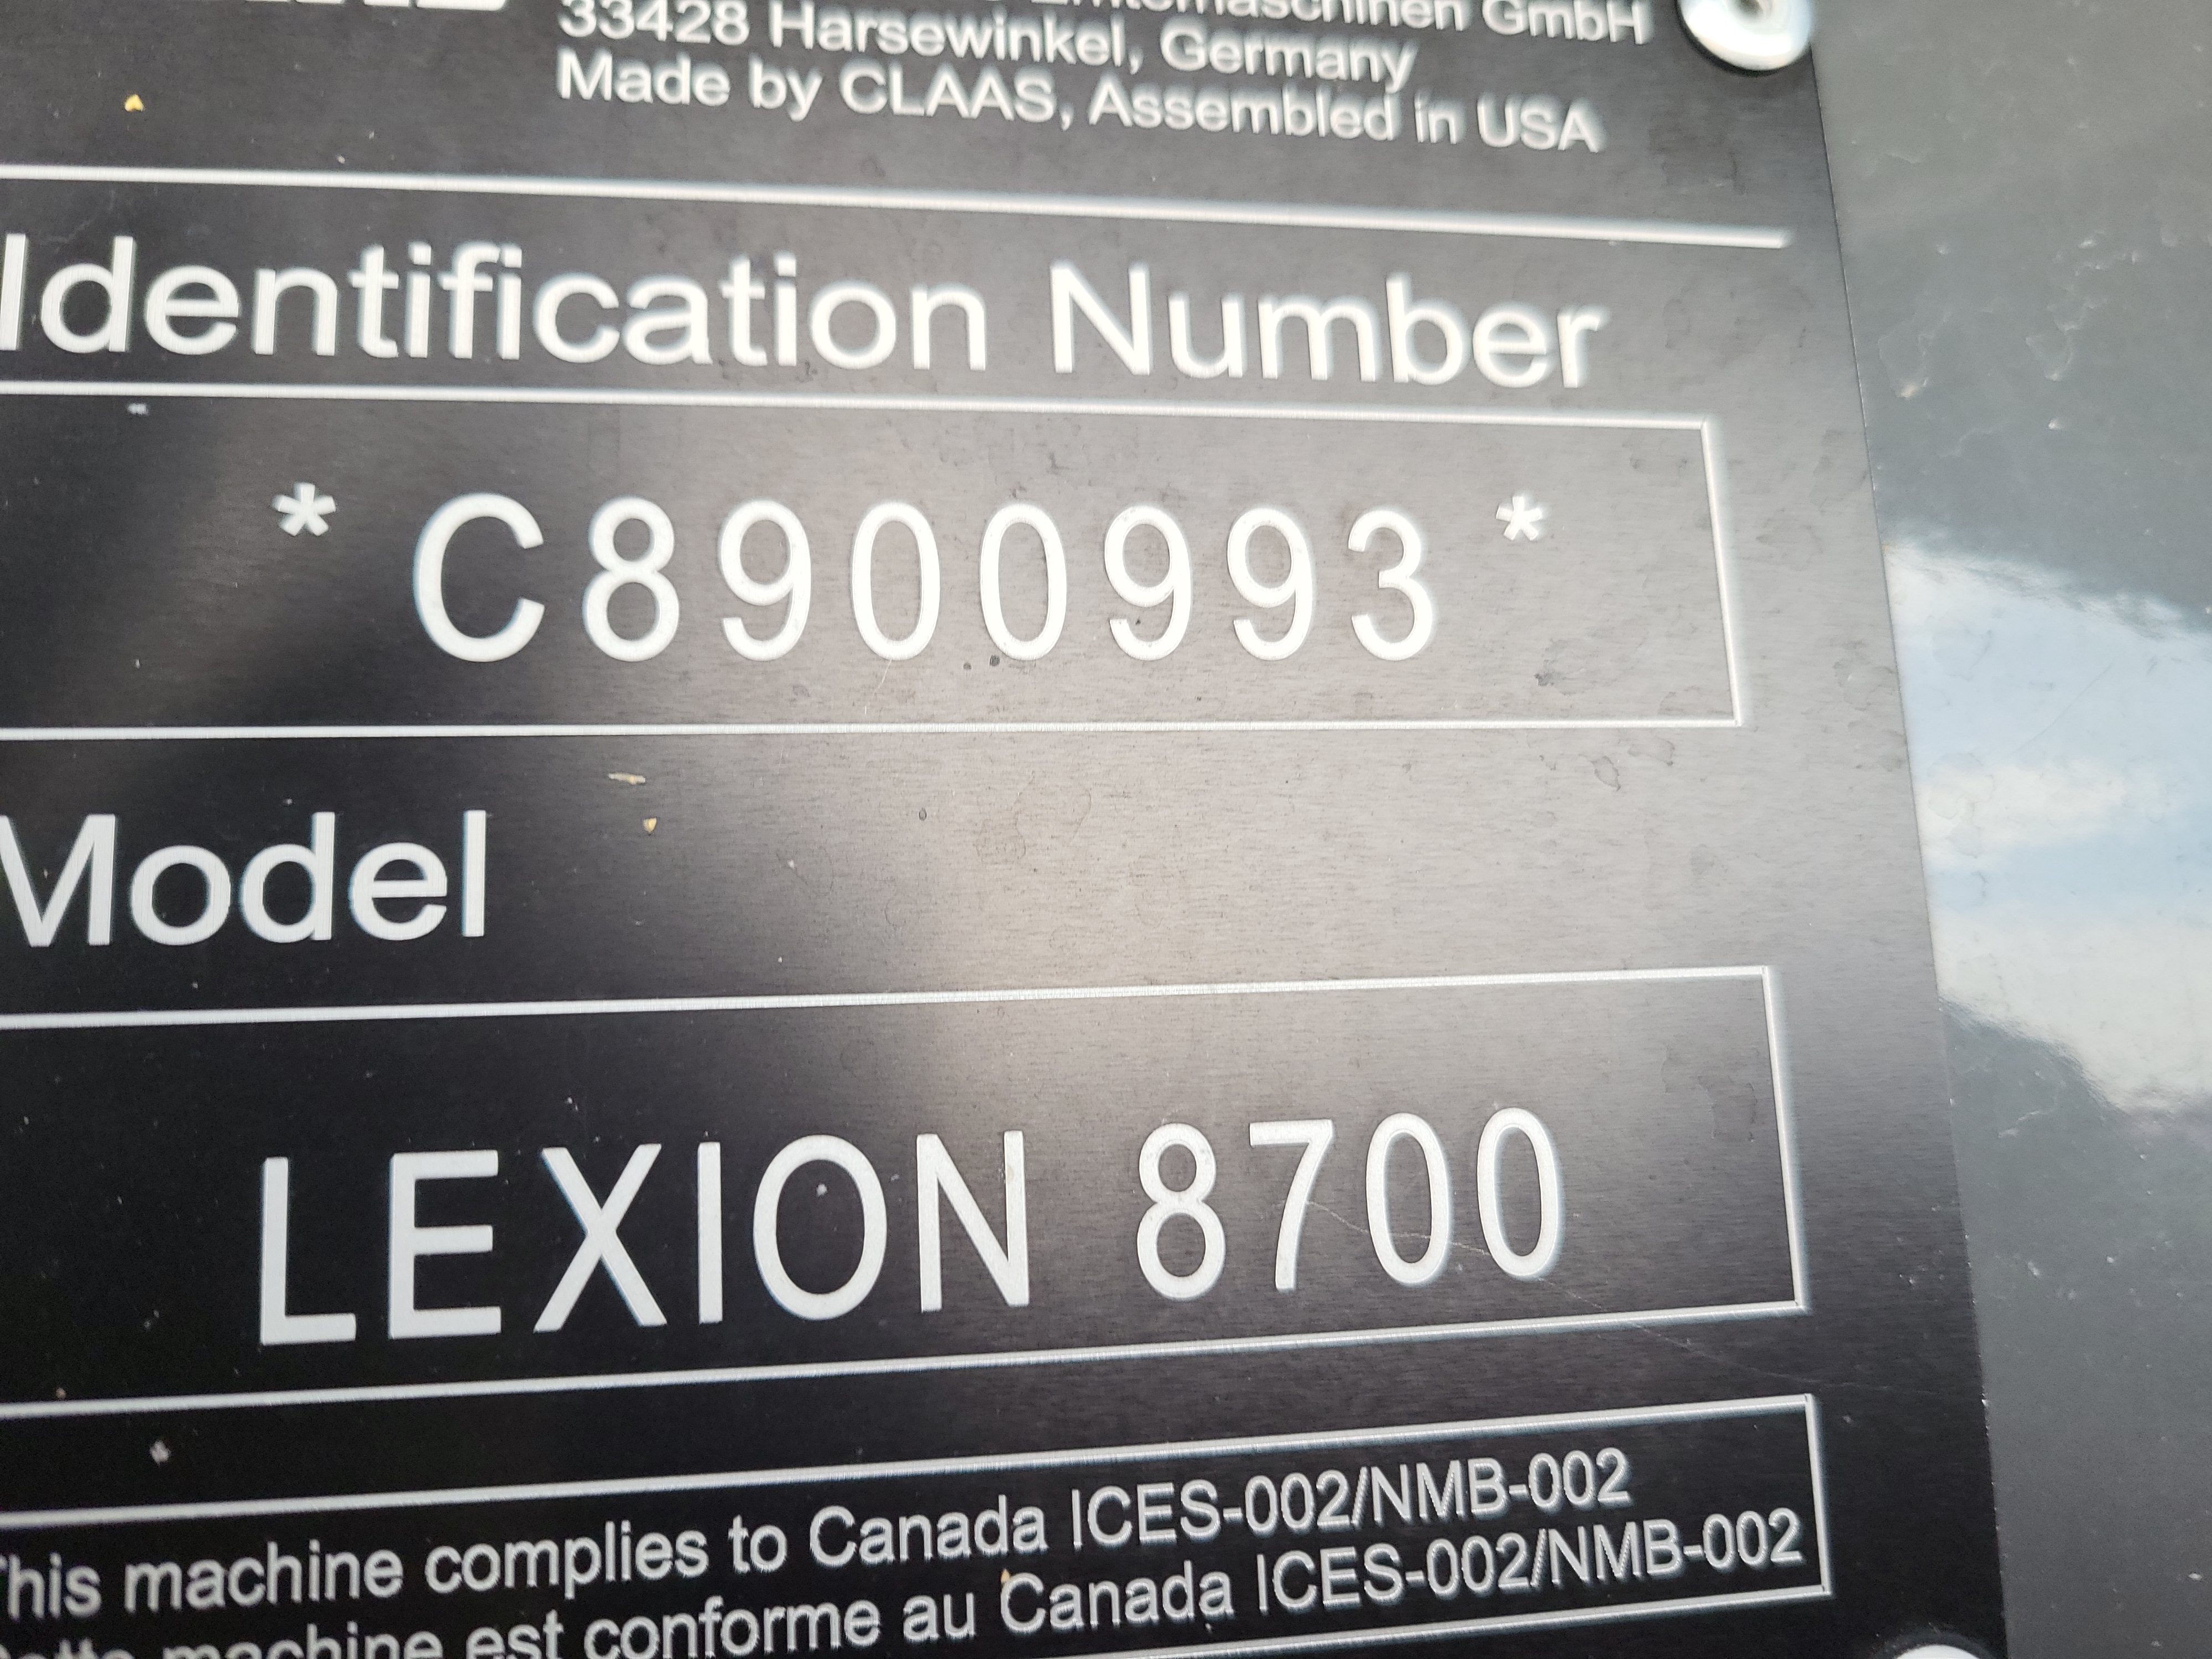 GmbH
33428 Harsewinkel, Germany
Made by CLAAS, Assembled in USA
Identification Number
* C8900993 *
Model
LEXION 8700
This machine complies to Canada ICES-002/NMB-002
machine est conforme au Canada ICES-002/NMB-002